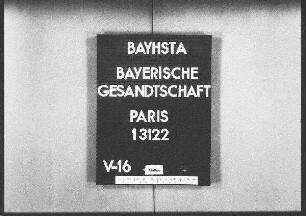 BAYHSTA
BAYERISCHE
GESANDTSCHAFT
PARIS
13122
V-16